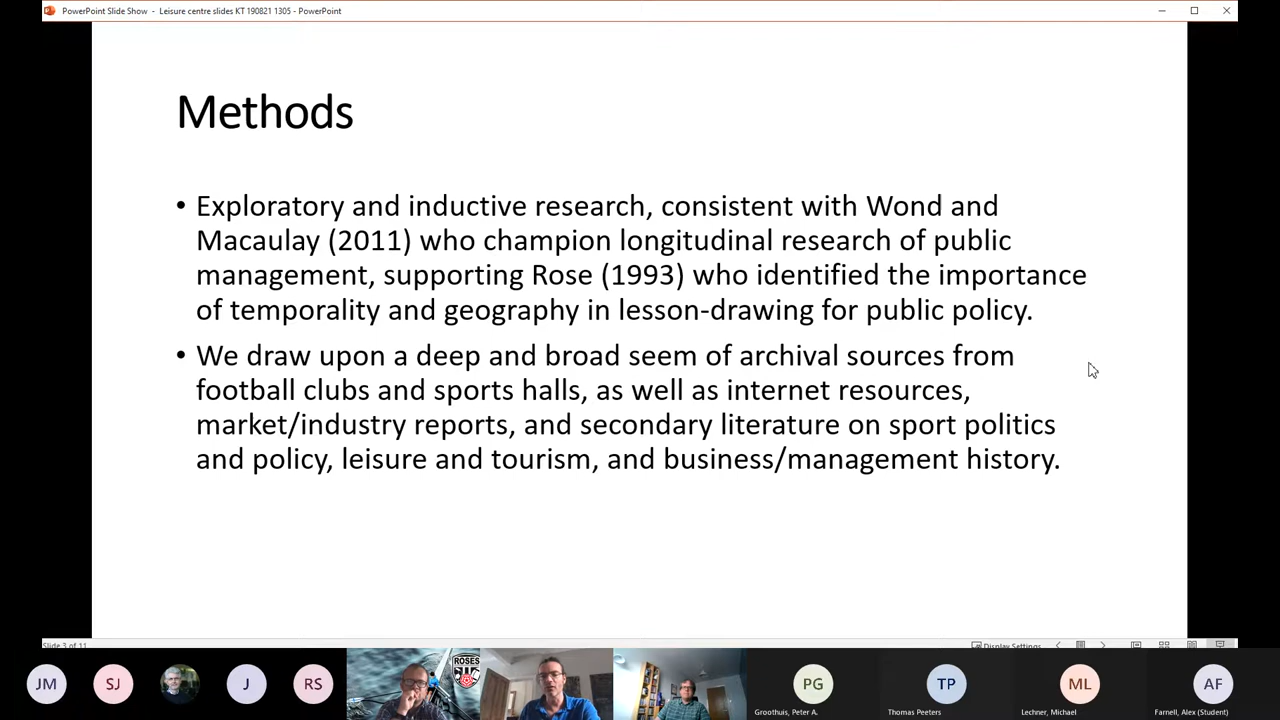 PowerPoint Slide Show - Leisure centre slides KT 190821 1305 - PowerPoint
Methods
• Exploratory and inductive research, consistent with Wond and
Macaulay (2011) who champion longitudinal research of public
management, supporting Rose (1993) who identified the importance
of temporality and geography in lesson-drawing for public policy.
• We draw upon a deep and broad seem of archival sources from
football clubs and sports halls, as well as internet resources,
market/industry reports, and secondary literature on sport politics
and policy, leisure and tourism, and business/management history.
Slide 3 of 11
Display Settings
JM
SJ
J
RS
ROSES
PG
TP
ML
AF
Groothuis, Peter A.
Thomas Peeters
Lechner, Michael
Farnell, Alex (Student)